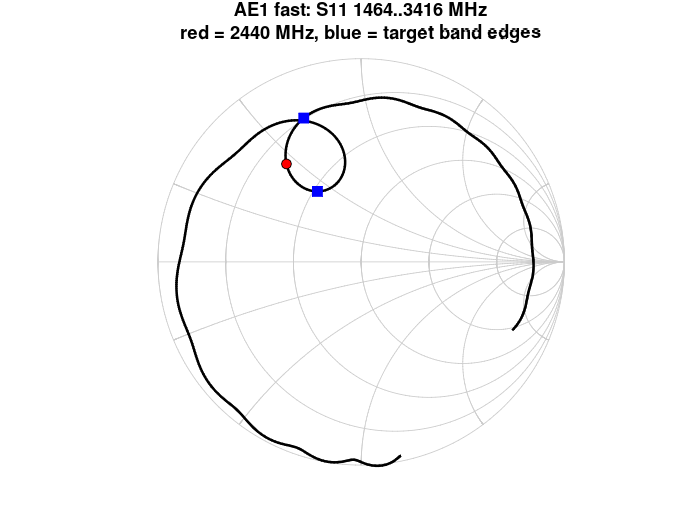 AE1 fast: S11 1464..3416 MHz
red = 2440 MHz, blue = target band edges